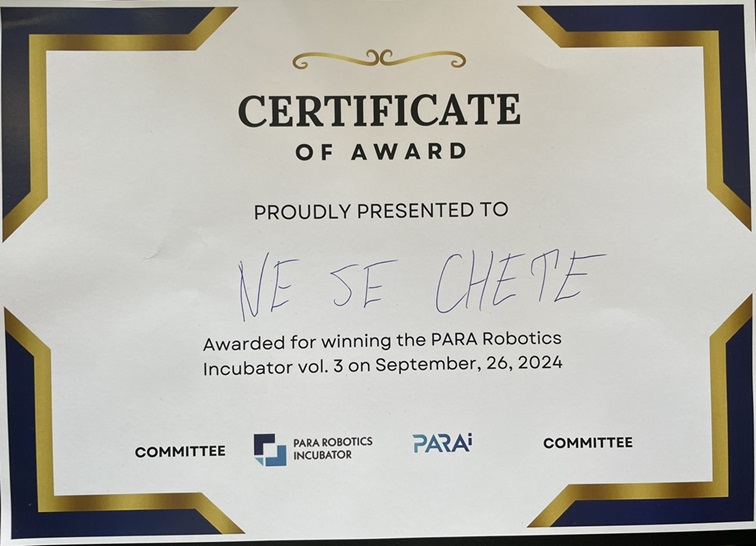 CERTIFICATE
OF AWARD
PROUDLY PRESENTED TO
NE SE CHETE
Awarded for winning the PARA Robotics
Incubator vol. 3 on September, 26, 2024
COMMITTEE
PARA ROBOTICS
INCUBATOR
PARAi
COMMITTEE